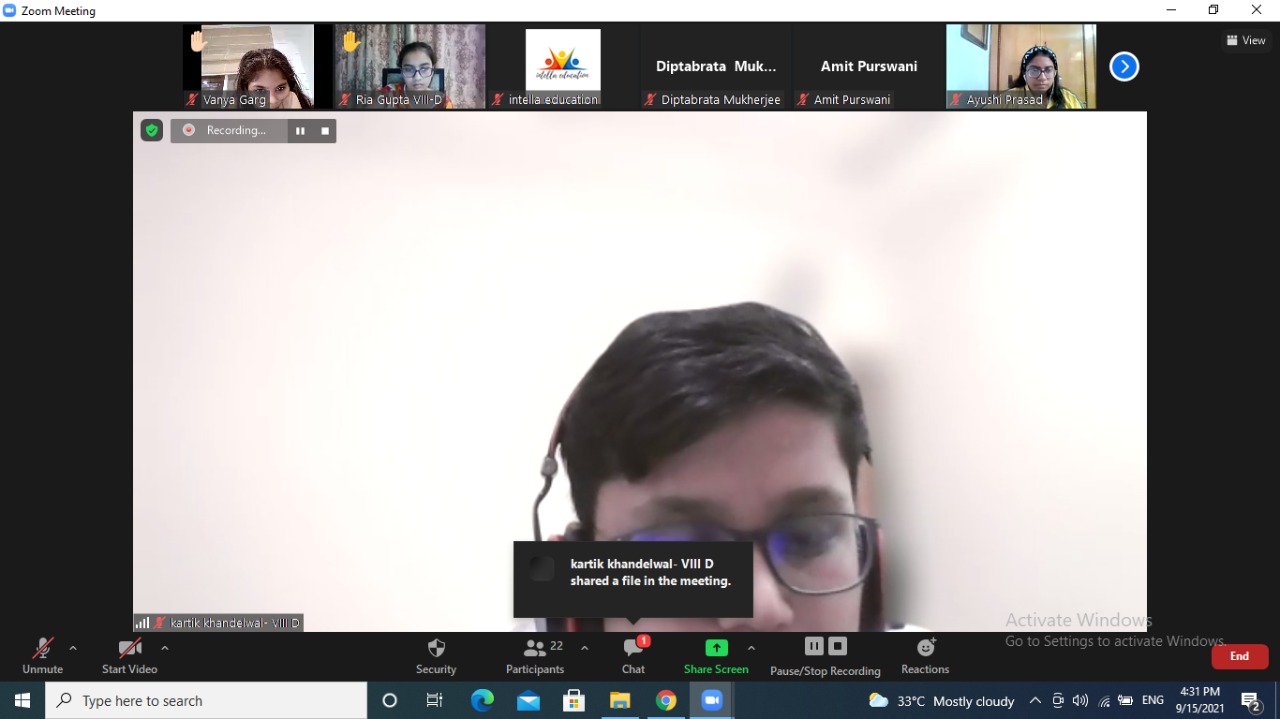 Zoom Meeting
View
intella education
Diptabrata Muk...
Amit Purswani
Vanya Garg
Ria Gupta VIII-D
intella education
Diptabrata Mukherjee
Amit Purswani
Ayushi Prasad
Recording...
kartik khandelwal- VIII D
shared a file in the meeting.
kartik khandelwal- VIII D
Activate Windows
Go to Settings to activate Windows.
22
1
Unmute
Start Video
Security
Participants
Chat
Share Screen
Pause/Stop Recording
Reactions
End
Type here to search
33°C Mostly cloudy
ENG
4:31 PM
9/15/2021
2